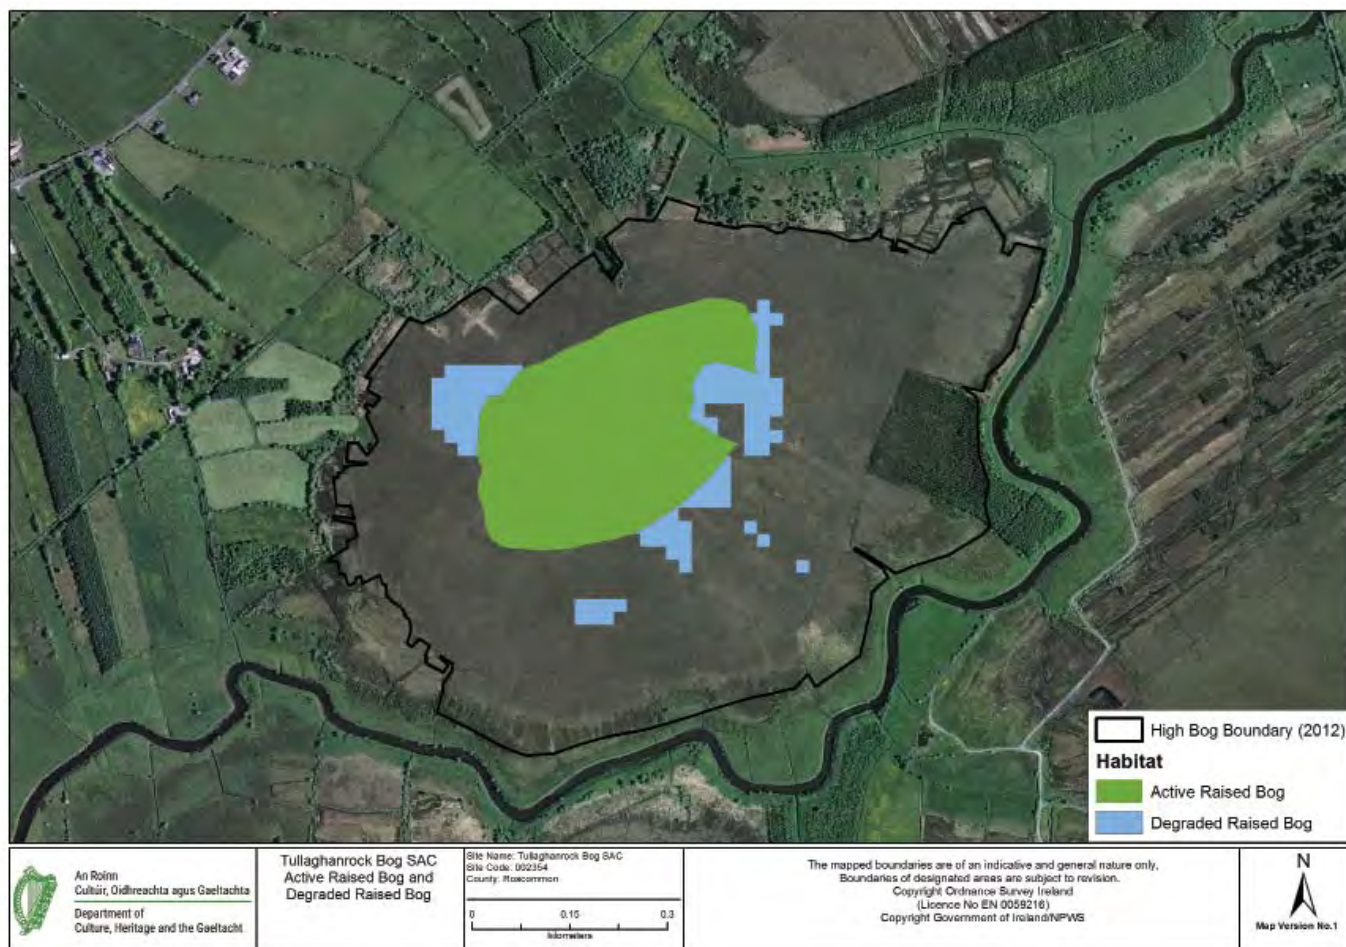 High Bog Boundary (2012)
Habitat
Active Raised Bog
Degraded Raised Bog
An Roinn
Cultúir, Oidhreachta agus Gaeltachta
Department of
Culture, Heritage and the Gaeltacht
Tullaghanrock Bog SAC
Active Raised Bog and
Degraded Raised Bog
Site Name: Tullaghanrock Bog SAC
Site Code: 002354
County: Roscommon
0 0.15 0.3
kilometers
The mapped boundaries are of an indicative and general nature only.
Boundaries of designated areas are subject to revision.
Copyright Ordnance Survey Ireland
(Licence No EN 0059216)
Copyright Government of Ireland/NPWS
N
Map Version No.1